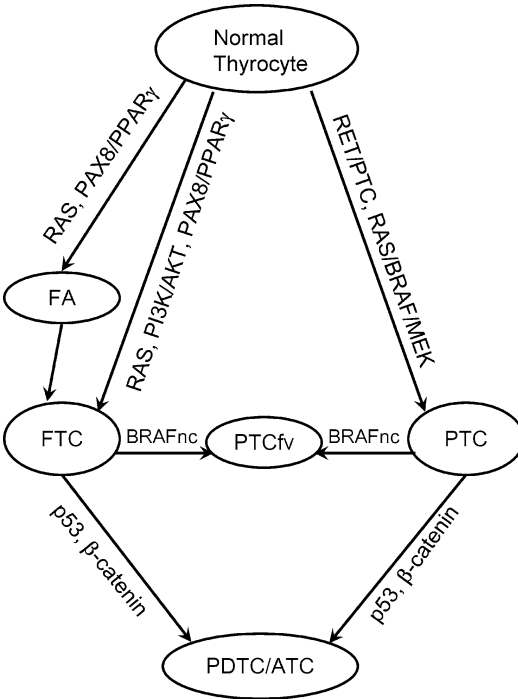 Normal
Thyrocyte
RAS, PAX8/PPARγ
RAS, PI3K/AKT, PAX8/PPARγ
RET/PTC, RAS/BRAF/MEK
FA
FTC
BRAFnc
PTCfv
BRAFnc
PTC
p53, β-catenin
p53, β-catenin
PDTC/ATC